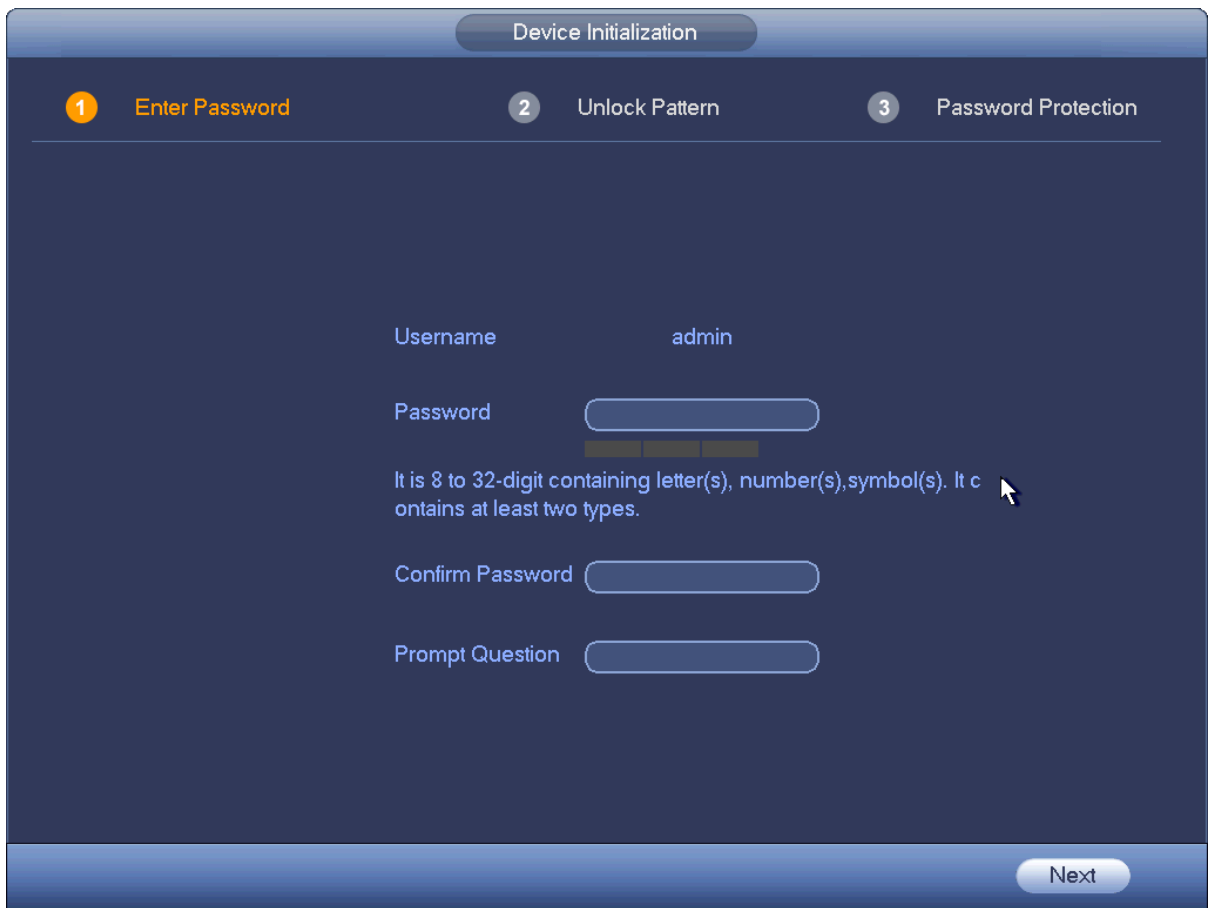 Device Initialization
1 Enter Password 2 Unlock Pattern 3 Password Protection
Username admin
Password
It is 8 to 32-digit containing letter(s), number(s),symbol(s). It c
ontains at least two types.
Confirm Password
Prompt Question
Next